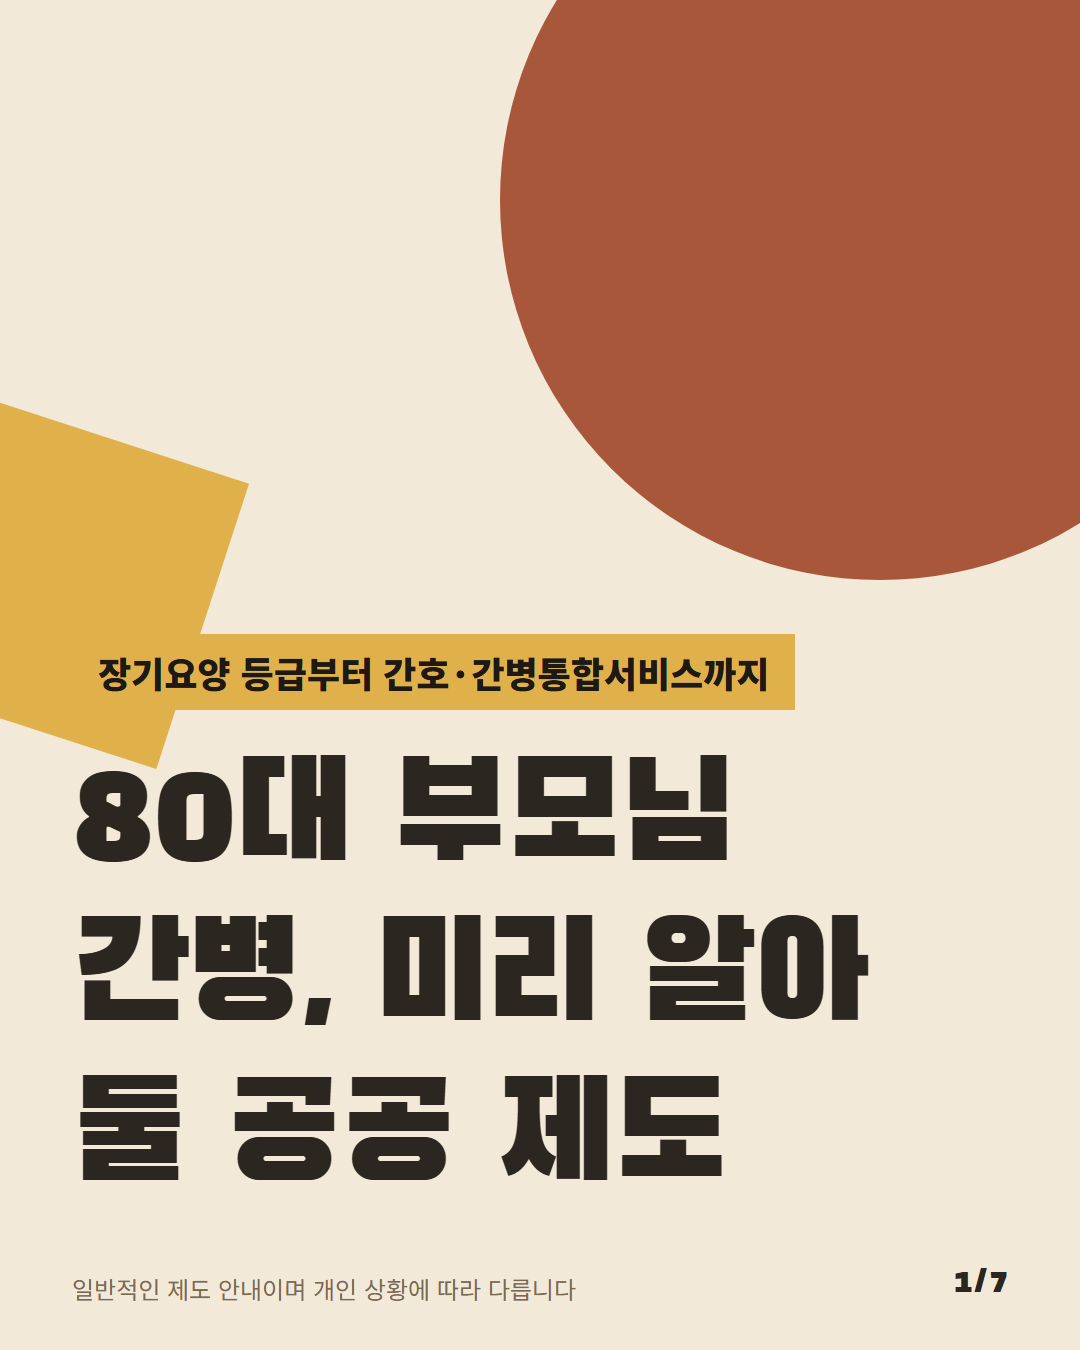 장기요양 등급부터 간호·간병통합서비스까지
80대 부모님
간병, 미리 알아
둘 공공 제도
일반적인 제도 안내이며 개인 상황에 따라 다릅니다
1/7